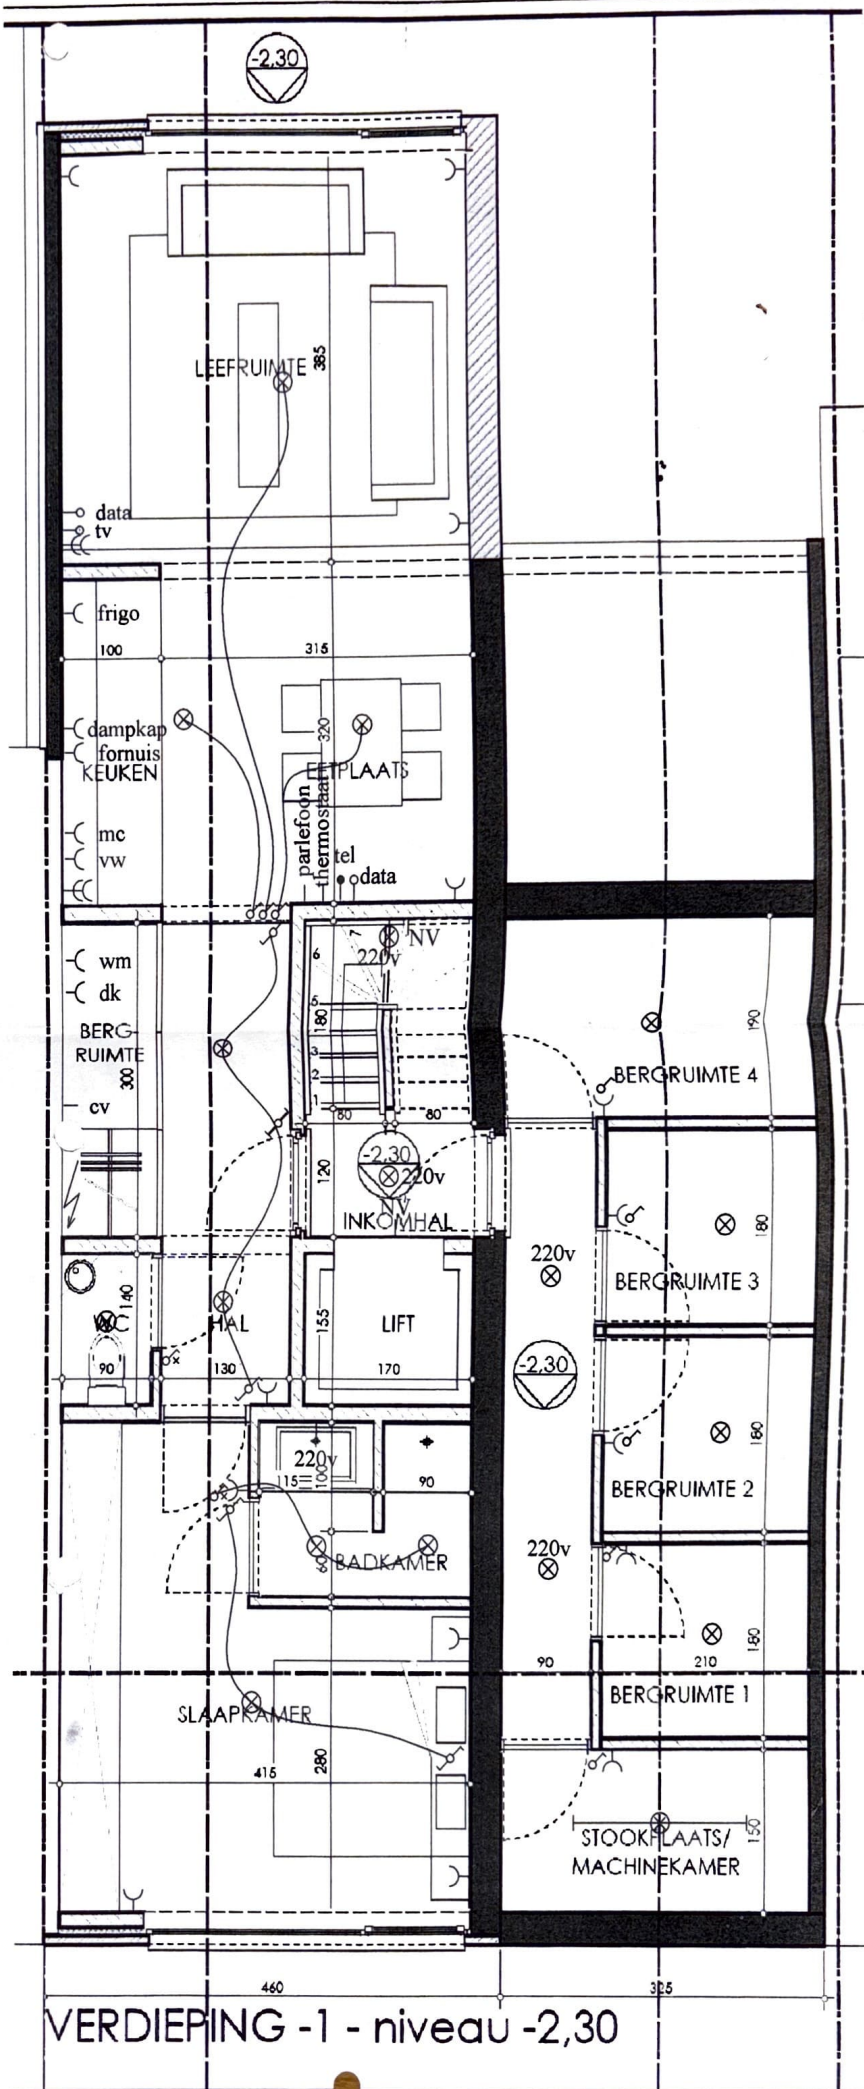 -2,30
LEEFRUIMTE
385
data
tv
frigo
100
315
dampkap
fornuis
KEUKEN
320
EETPLAATS
mc
vw
parlefoon
thermostaat
tel
data
wm
dk
BERG-
RUIMTE
300
cv
7
NV
220v
6
5
180
3
2
1
80
80
190
BERGRUIMTE 4
-2,30
220v
NV
120
INKOMHAL
180
220v
BERGRUIMTE 3
140
WC
HAL
155
LIFT
90
130
170
-2,30
220v
115
100
90
180
BERGRUIMTE 2
60
BADKAMER
220v
180
90
210
BERGRUIMTE 1
SLAAPKAMER
280
415
STOOKPLAATS/
MACHINEKAMER
150
460
325
VERDIEPING -1 - niveau -2,30